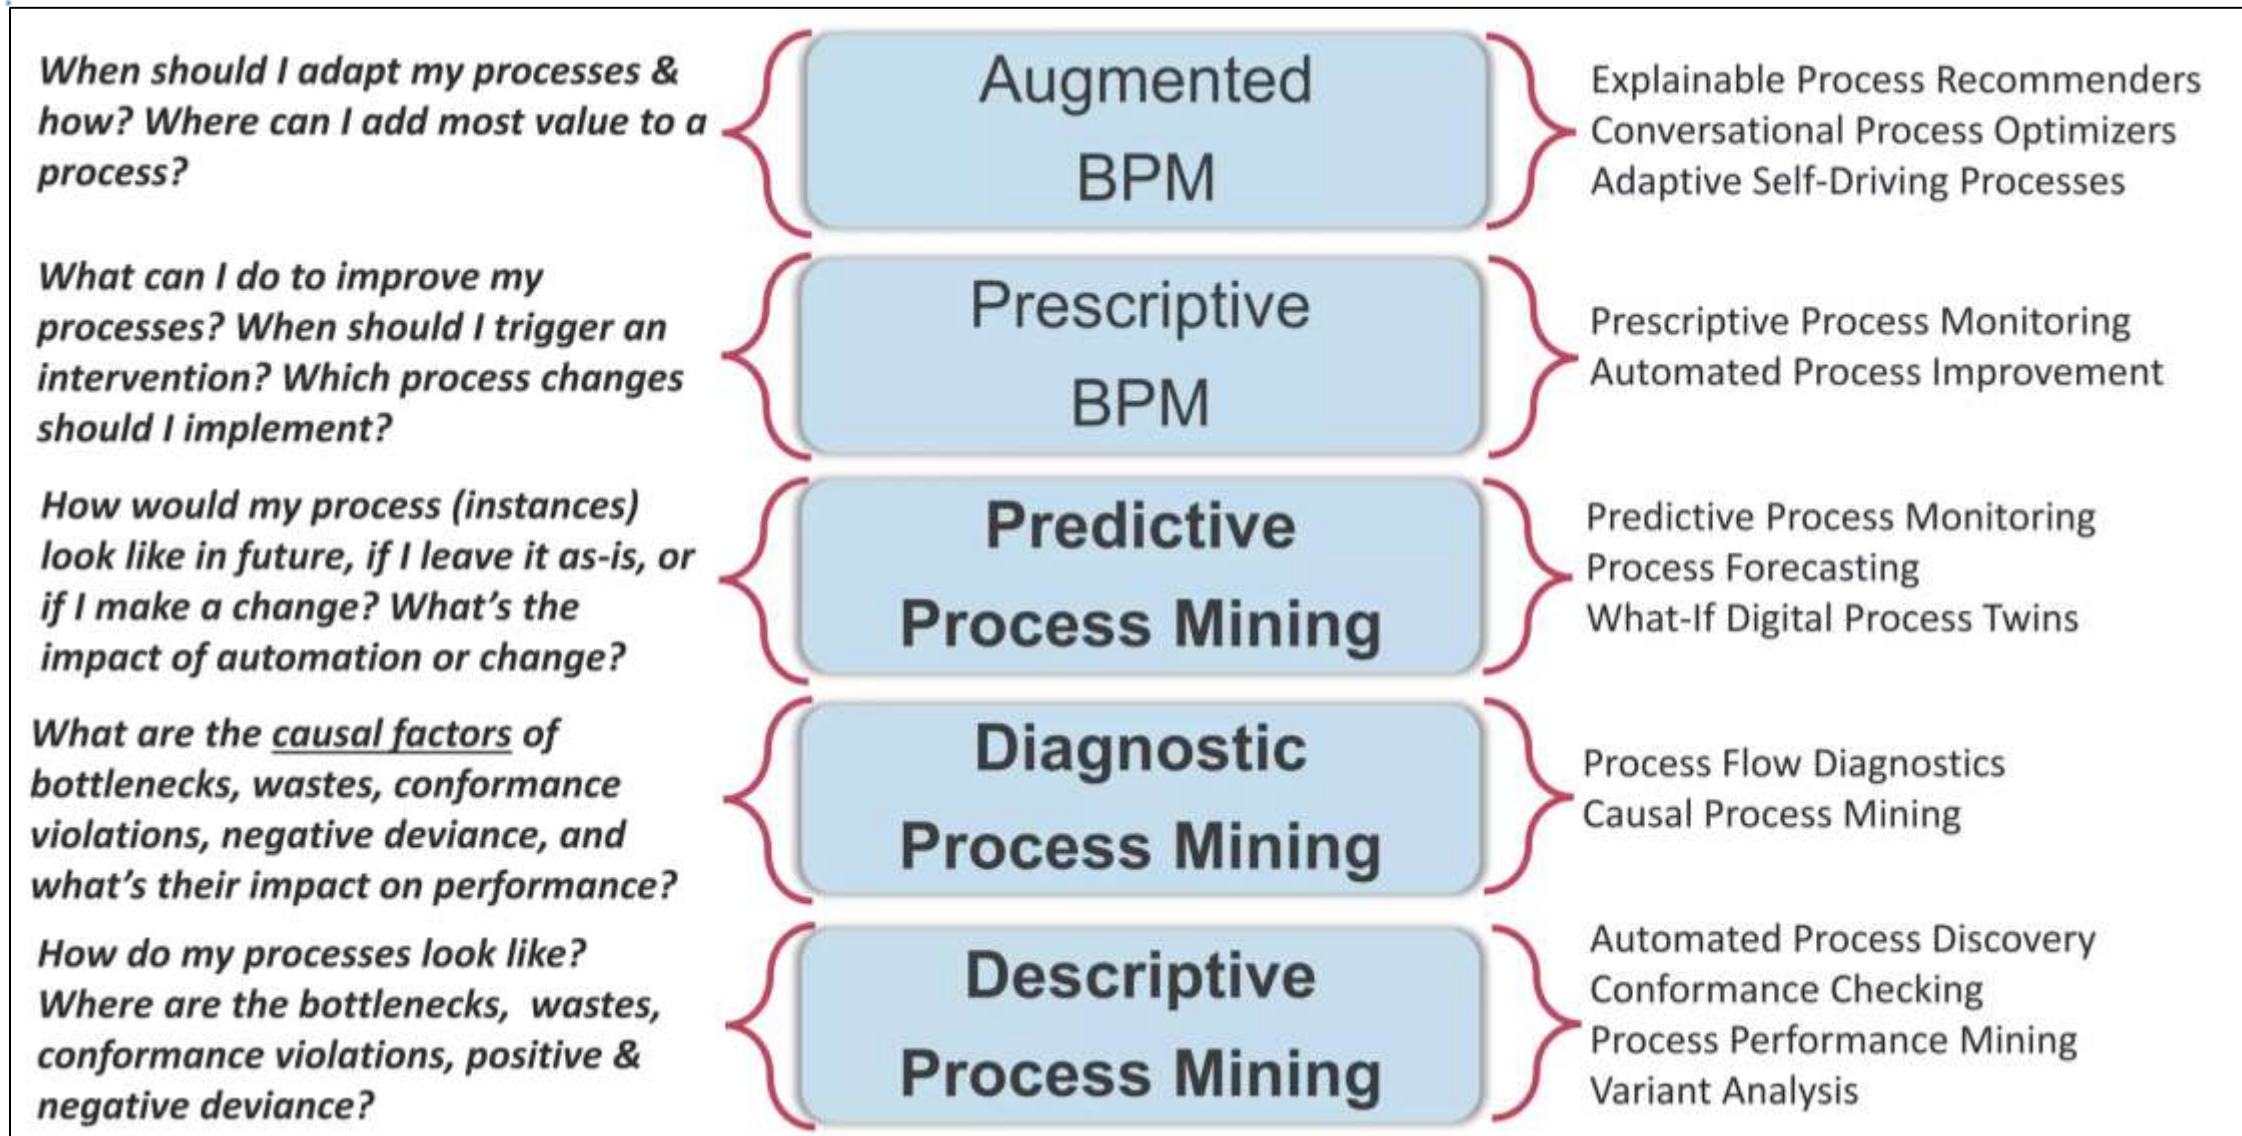 When should I adapt my processes &
how? Where can I add most value to a
process?
Augmented
BPM
Explainable Process Recommenders
Conversational Process Optimizers
Adaptive Self-Driving Processes
What can I do to improve my
processes? When should I trigger an
intervention? Which process changes
should I implement?
Prescriptive
BPM
Prescriptive Process Monitoring
Automated Process Improvement
How would my process (instances)
look like in future, if I leave it as-is, or
if I make a change? What's the
impact of automation or change?
Predictive
Process Mining
Predictive Process Monitoring
Process Forecasting
What-If Digital Process Twins
What are the causal factors of
bottlenecks, wastes, conformance
violations, negative deviance, and
what's their impact on performance?
Diagnostic
Process Mining
Process Flow Diagnostics
Causal Process Mining
How do my processes look like?
Where are the bottlenecks, wastes,
conformance violations, positive &
negative deviance?
Descriptive
Process Mining
Automated Process Discovery
Conformance Checking
Process Performance Mining
Variant Analysis